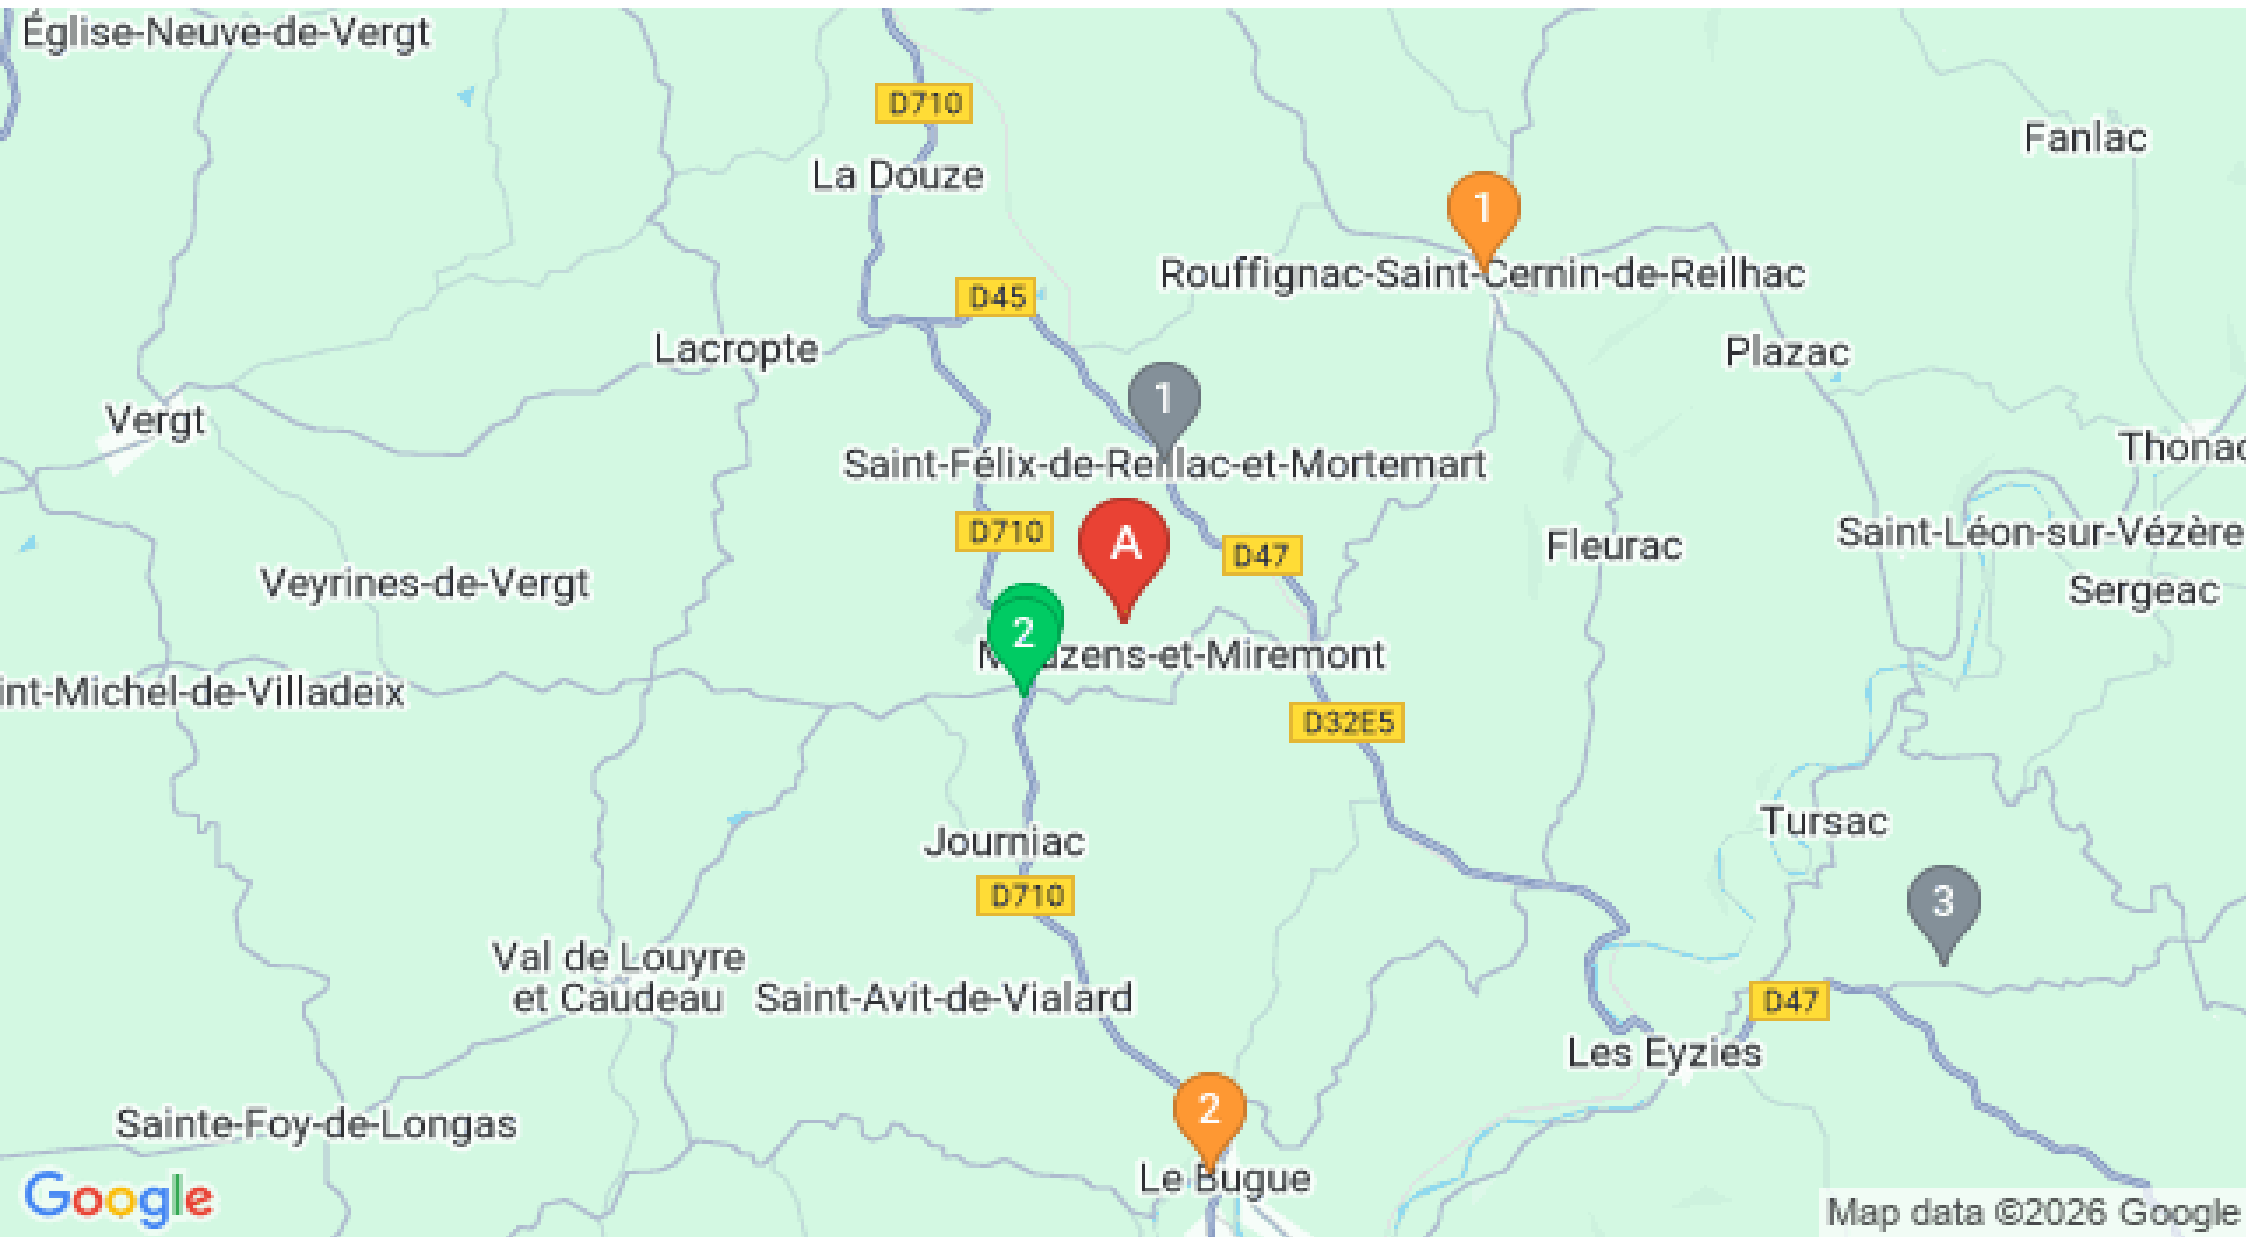 Église-Neuve-de-Vergt
D710
Fanlac
La Douze
1
Rouffignac-Saint-Cernin-de-Reilhac
D45
Lacropte
Plazac
1
Vergt
Thonac
Saint-Félix-de-Reillac-et-Mortemart
D710
A
D47
Fleurac
Saint-Léon-sur-Vézère
Veyrines-de-Vergt
Sergeac
2
Mauzens-et-Miremont
int-Michel-de-Villadeix
D32E5
Tursac
Journiac
D710
3
Val de Louyre
et Caudeau
Saint-Avit-de-Vialard
D47
Les Eyzies
2
Sainte-Foy-de-Longas
Le Bugue
Google
Map data ©2026 Google